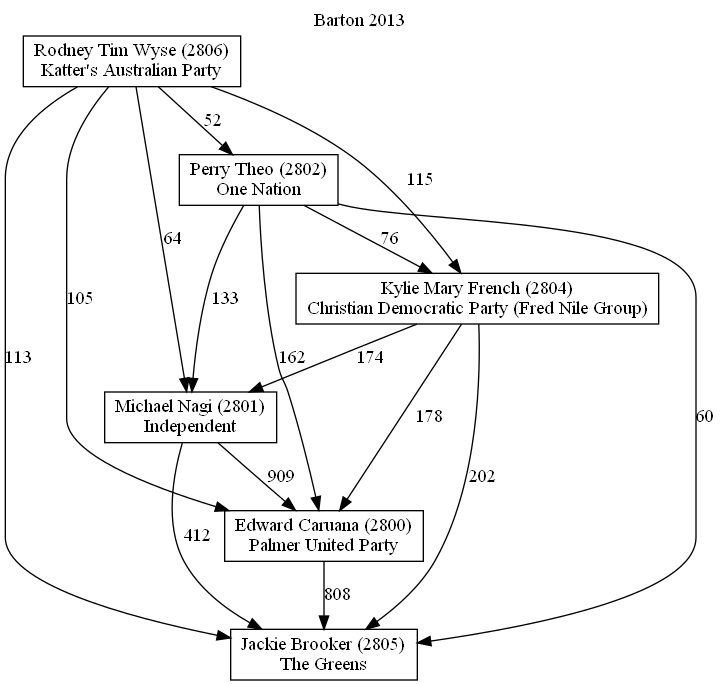 Barton 2013
Rodney Tim Wyse (2806)
Katter's Australian Party
52
Perry Theo (2802)
One Nation
115
64
76
Kylie Mary French (2804)
Christian Democratic Party (Fred Nile Group)
105
133
113
162
174
60
Michael Nagi (2801)
Independent
178
909
202
Edward Caruana (2800)
Palmer United Party
412
808
Jackie Brooker (2805)
The Greens